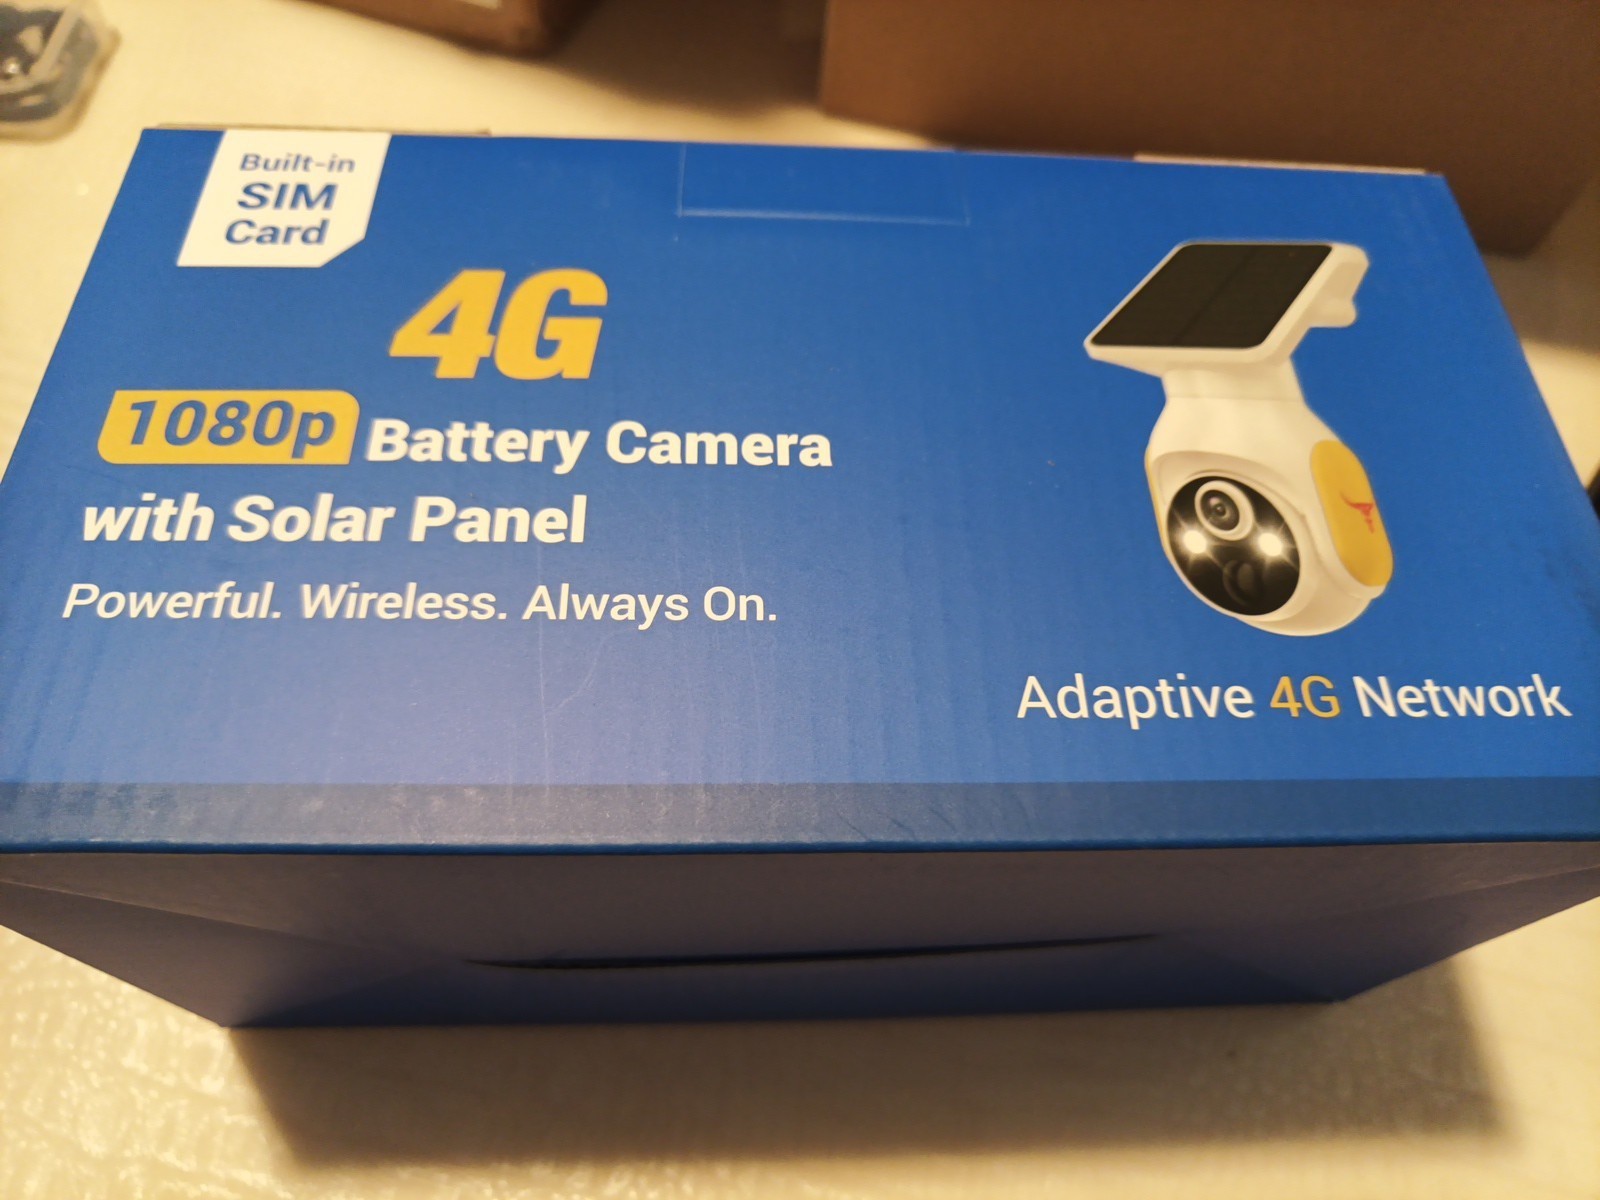 Built-in
SIM
Card
4G
1080p Battery Camera
with Solar Panel
Powerful. Wireless. Always On.
Adaptive 4G Network